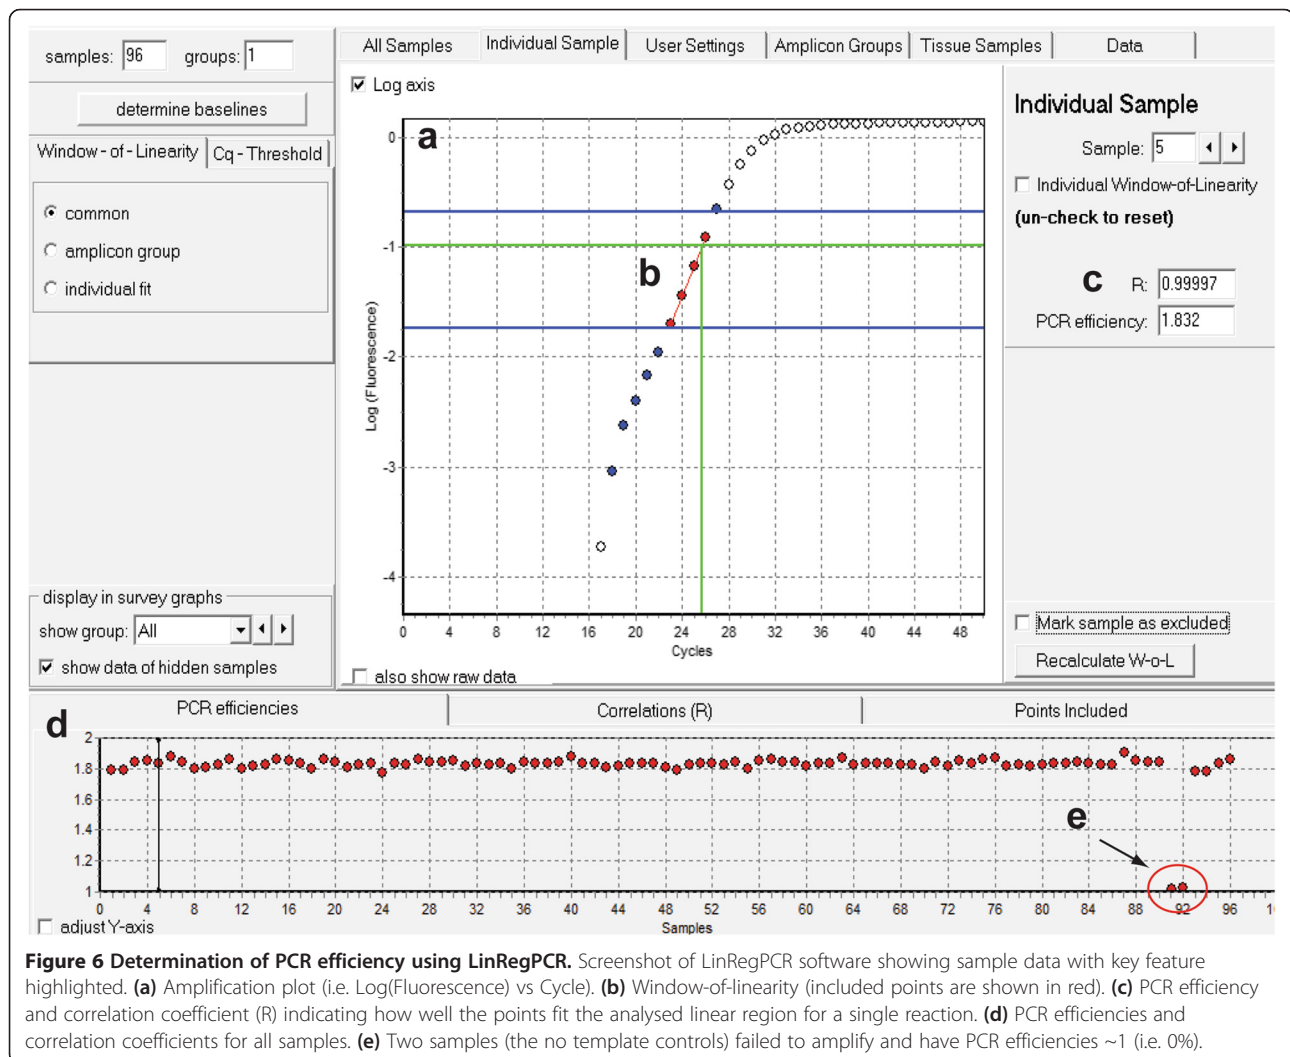 samples: 96 groups: 1
determine baselines
Window - of - Linearity Cq - Threshold
common
amplicon group
individual fit
display in survey graphs
show group: All
show data of hidden samples
All Samples Individual Sample User Settings Amplicon Groups Tissue Samples Data
Log axis
a
b
Log (Fluorescence)
0
-1
-2
-3
-4
0 4 8 12 16 20 24 28 32 36 40 44 48
Cycles
also show raw data
Individual Sample
Sample: 5
Individual Window-of-Linearity
(un-check to reset)
c R: 0.99997
PCR efficiency: 1.832
Mark sample as excluded
Recalculate W-o-L
d PCR efficiencies Correlations (R) Points Included
2
1.8
1.6
1.4
1.2
1
e
0 4 8 12 16 20 24 28 32 36 40 44 48 52 56 60 64 68 72 76 80 84 88 92 96
adjust Y-axis Samples
Figure 6 Determination of PCR efficiency using LinRegPCR. Screenshot of LinRegPCR software showing sample data with key feature
highlighted. (a) Amplification plot (i.e. Log(Fluorescence) vs Cycle). (b) Window-of-linearity (included points are shown in red). (c) PCR efficiency
and correlation coefficient (R) indicating how well the points fit the analysed linear region for a single reaction. (d) PCR efficiencies and
correlation coefficients for all samples. (e) Two samples (the no template controls) failed to amplify and have PCR efficiencies ~1 (i.e. 0%).